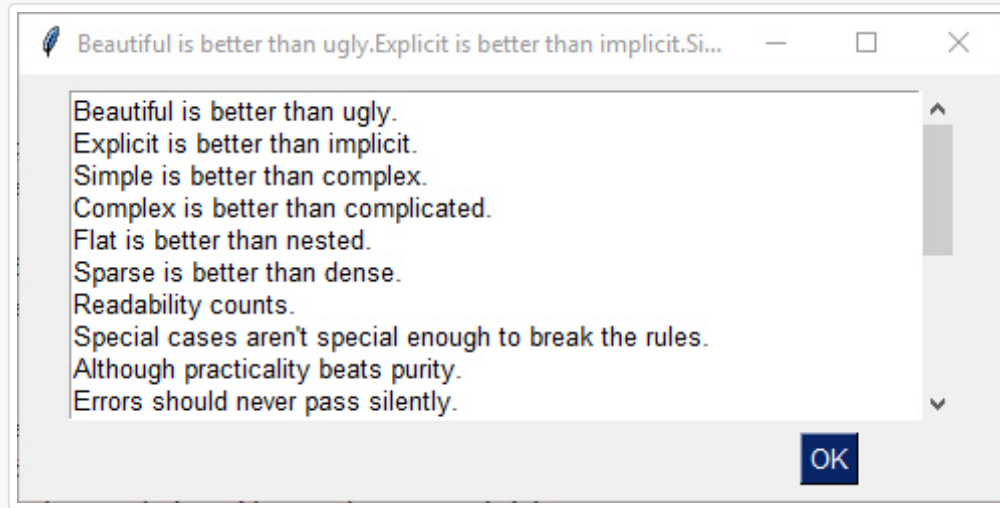 Beautiful is better than ugly.Explicit is better than implicit.Si...
Beautiful is better than ugly.
Explicit is better than implicit.
Simple is better than complex.
Complex is better than complicated.
Flat is better than nested.
Sparse is better than dense.
Readability counts.
Special cases aren't special enough to break the rules.
Although practicality beats purity.
Errors should never pass silently.
OK